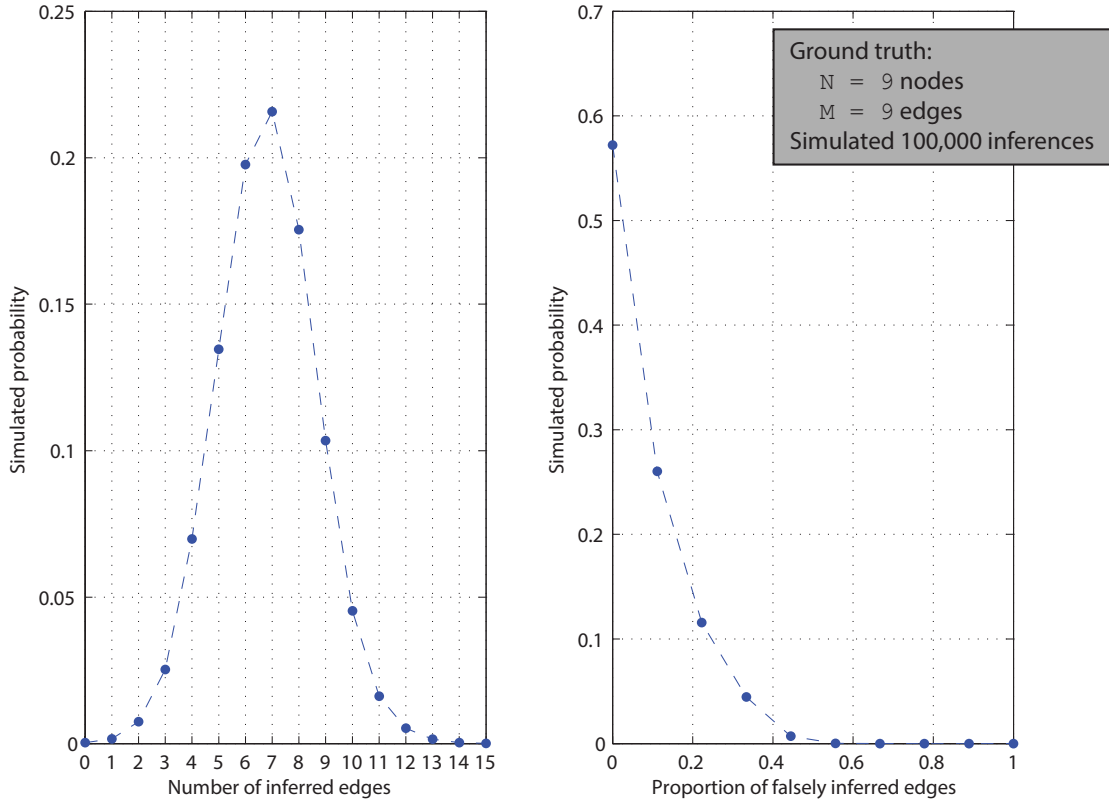 0.25
0.2
0.15
0.1
0.05
0
Simulated probability
0 1 2 3 4 5 6 7 8 9 10 11 12 13 14 15
Number of inferred edges
0.7
0.6
0.5
0.4
0.3
0.2
0.1
0
Simulated probability
0 0.2 0.4 0.6 0.8 1
Proportion of falsely inferred edges
Ground truth:
N = 9 nodes
M = 9 edges
Simulated 100,000 inferences